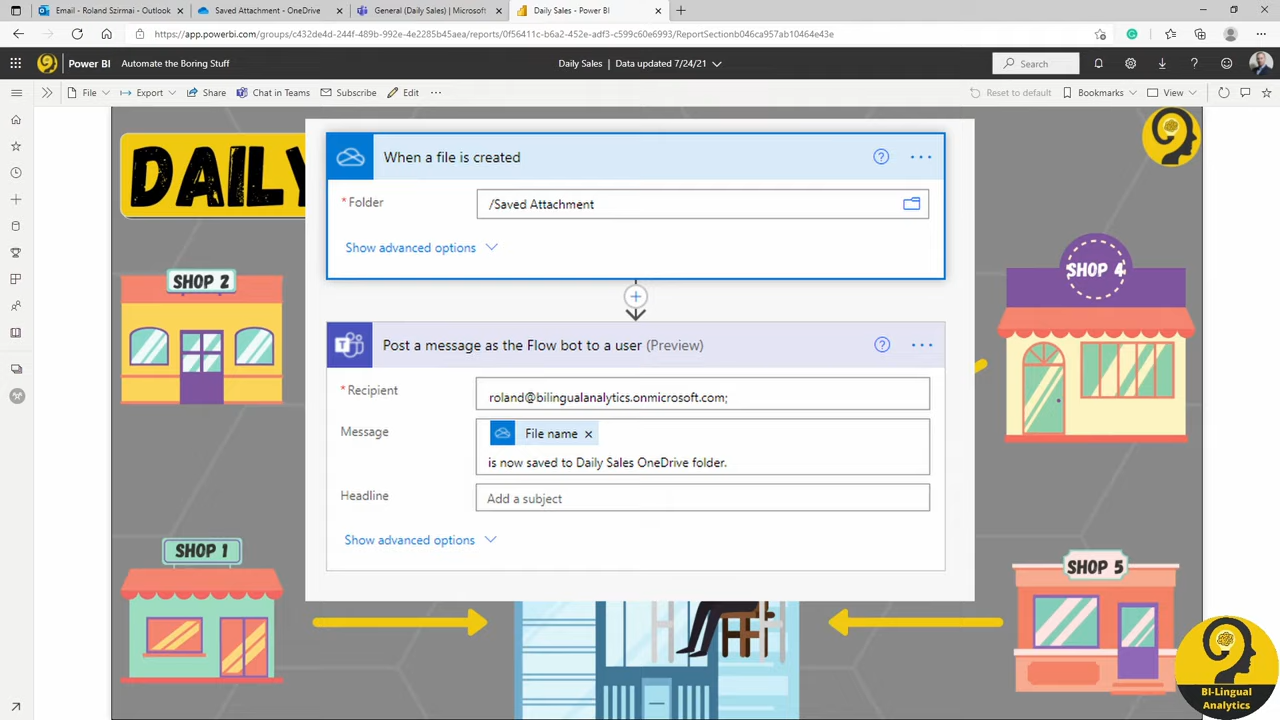 Email - Roland Szirmai - Outlook
Saved Attachment - OneDrive
General (Daily Sales) | Microsoft
Daily Sales - Power BI
https://app.powerbi.com/groups/c432de4d-244f-489b-992e-4e2285b45aea/reports/0f56411c-b6a2-452e-adf3-c599c60e6993/ReportSectionb046ca957ab10464e43e
Power BI
Automate the Boring Stuff
Daily Sales | Data updated 7/24/21
Search
File
Export
Share
Chat in Teams
Subscribe
Edit
Reset to default
Bookmarks
View
DAILY
When a file is created
* Folder
/Saved Attachment
Show advanced options
SHOP 2
SHOP 4
Post a message as the Flow bot to a user (Preview)
* Recipient
roland@bilingualanalytics.onmicrosoft.com;
Message
File name ×
is now saved to Daily Sales OneDrive folder.
Headline
Add a subject
Show advanced options
SHOP 1
SHOP 5
BI-Lingual
Analytics